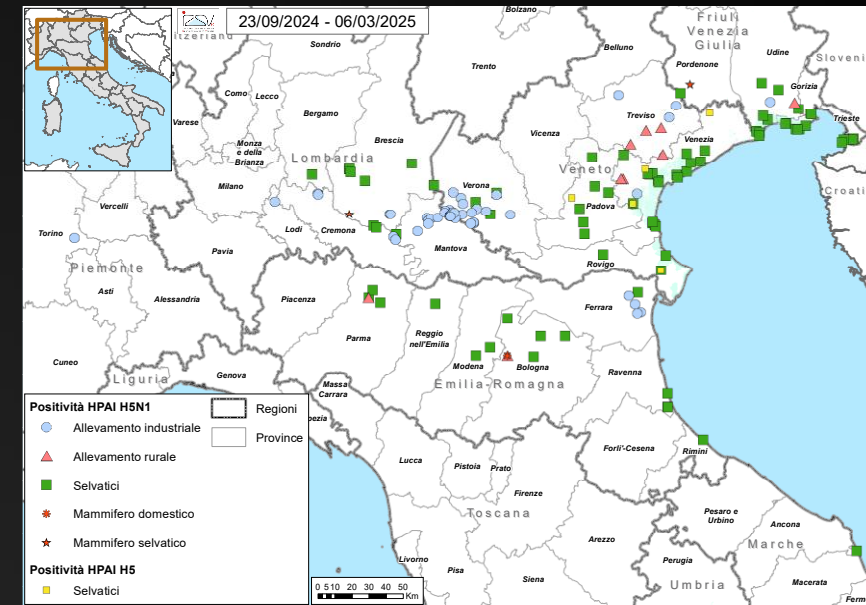 23/09/2024 - 06/03/2025
Bolzano
Friuli
Venezia
Giulia
Sondrio
Trento
Belluno
Pordenone
Udine
Sloveni
Gorizia
Como
Lecco
Varese
Bergamo
Trieste
Treviso
Monza
e della
Brianza
Brescia
Vicenza
Venezia
Lombardia
Veneto
Milano
Verona
Croati
Vercelli
Padova
Torino
Lodi
Cremona
Mantova
Pavia
Piemonte
Rovigo
Asti
Alessandria
Piacenza
Ferrara
Parma
Reggio
nell'Emilia
Modena
Bologna
Cuneo
Emilia-Romagna
Ravenna
Liguria
Genova
Massa
Carrara
pezia
Forli'-Cesena
Rimini
Lucca
Pistoia
Prato
Firenze
Toscana
Pesaro e
Urbino
Ancona
Arezzo
Marche
Livorno
Pisa
Siena
Perugia
Umbria
Macerata
Ferm
Positività HPAI H5N1
Regioni
Allevamento industriale
Province
Allevamento rurale
Selvatici
Mammifero domestico
Mammifero selvatico
Positività HPAI H5
Selvatici
0 5 10 20 30 40 50
Km